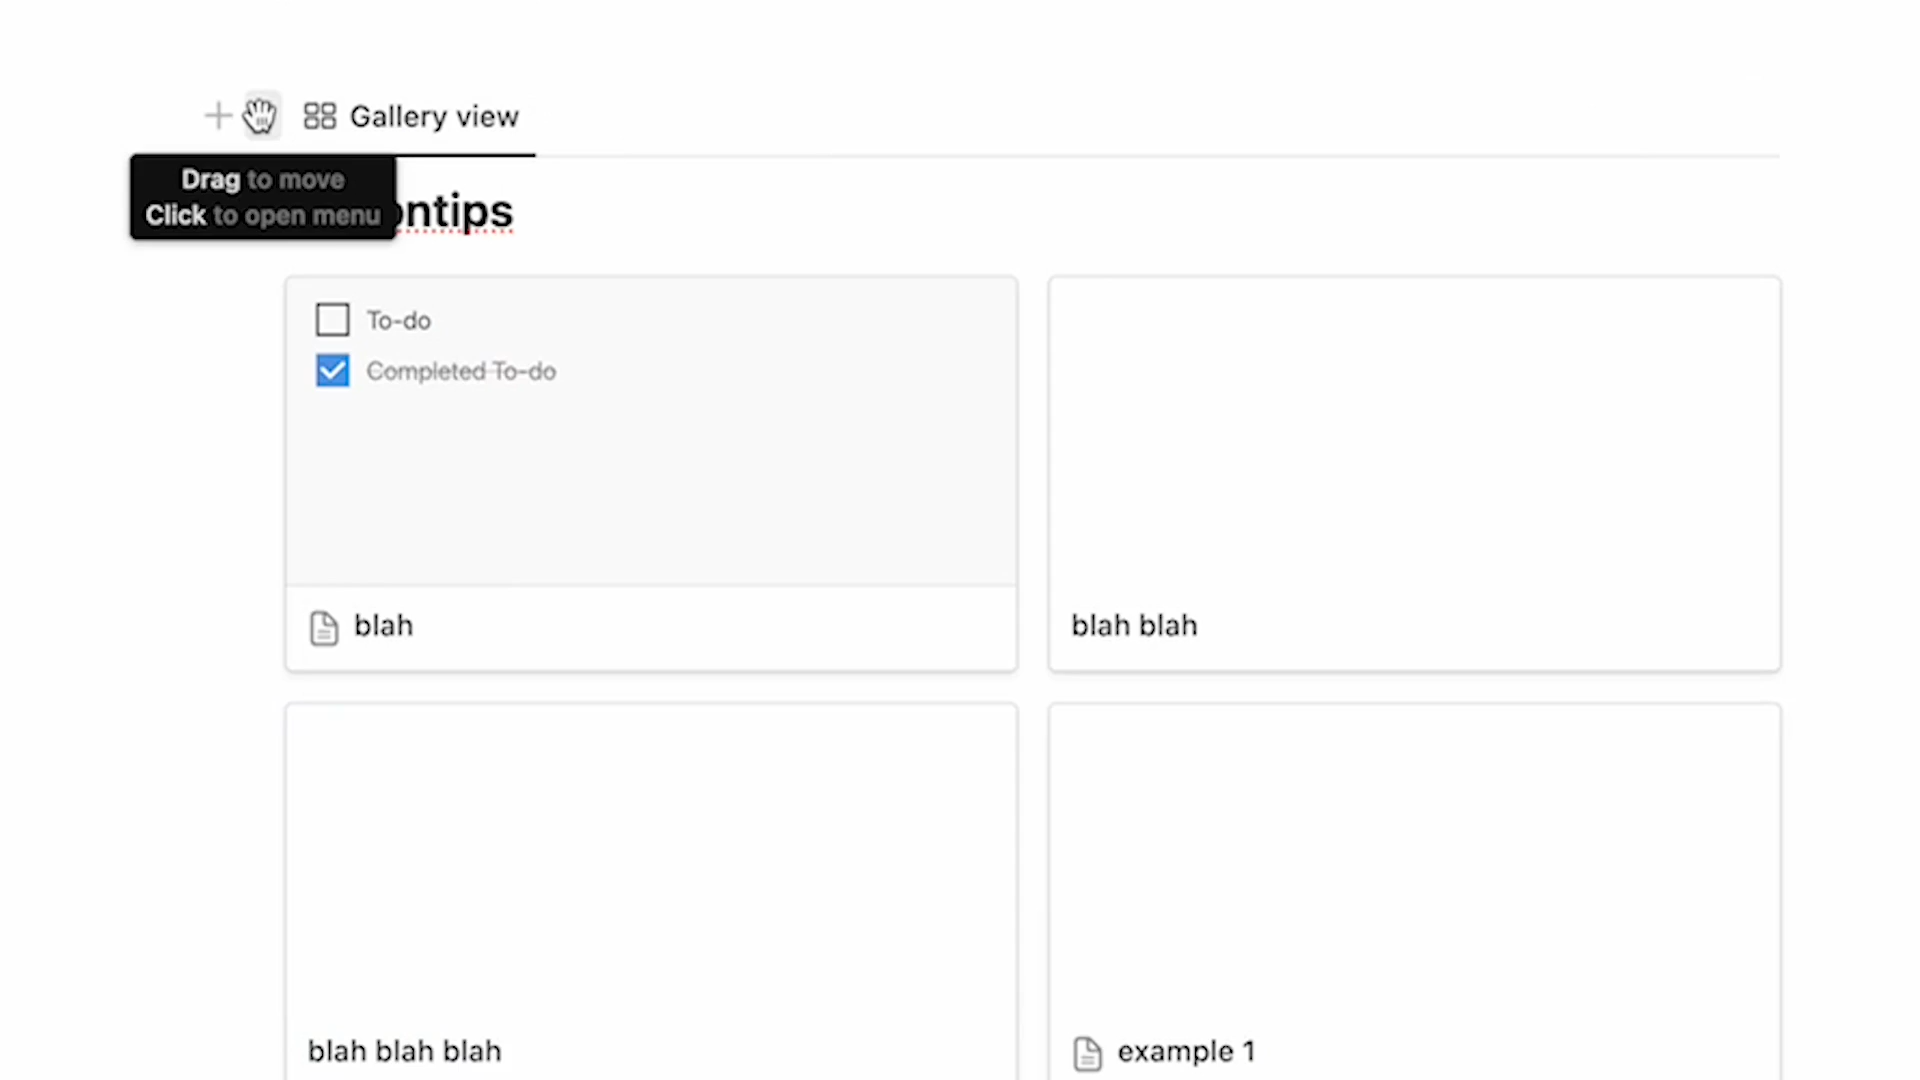 Gallery view
Drag to move
Click to open menu
ontips
To-do
Completed To-do
blah
blah blah
blah blah blah
example 1